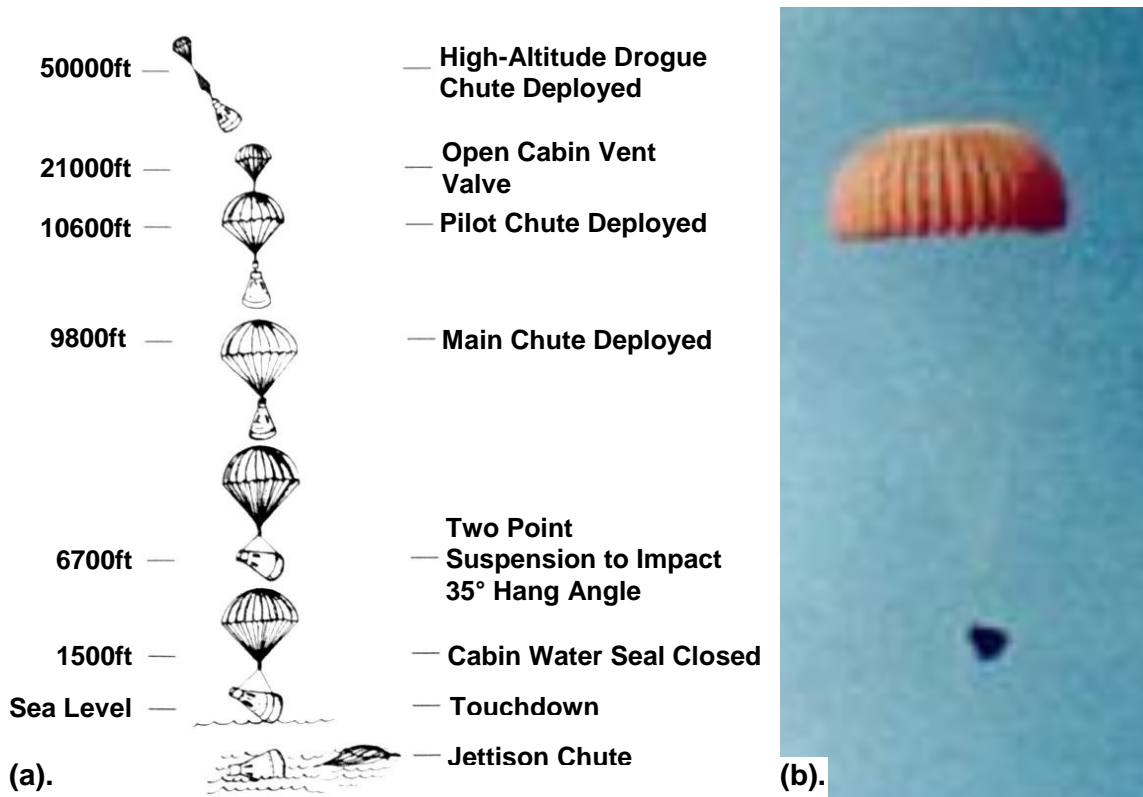 50000ft
High-Altitude Drogue
Chute Deployed
21000ft
Open Cabin Vent
Valve
10600ft
Pilot Chute Deployed
9800ft
Main Chute Deployed
6700ft
Two Point
Suspension to Impact
35° Hang Angle
1500ft
Cabin Water Seal Closed
Sea Level
Touchdown
Jettison Chute
(a).
(b).